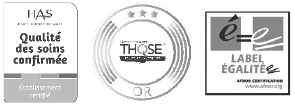 HAS
Qualité
des soins
confirmée
Établissement
certifié
THQSE
OR
é=e
LABEL
ÉGALITÉ
AFNOR CERTIFICATION
www.afnor.org